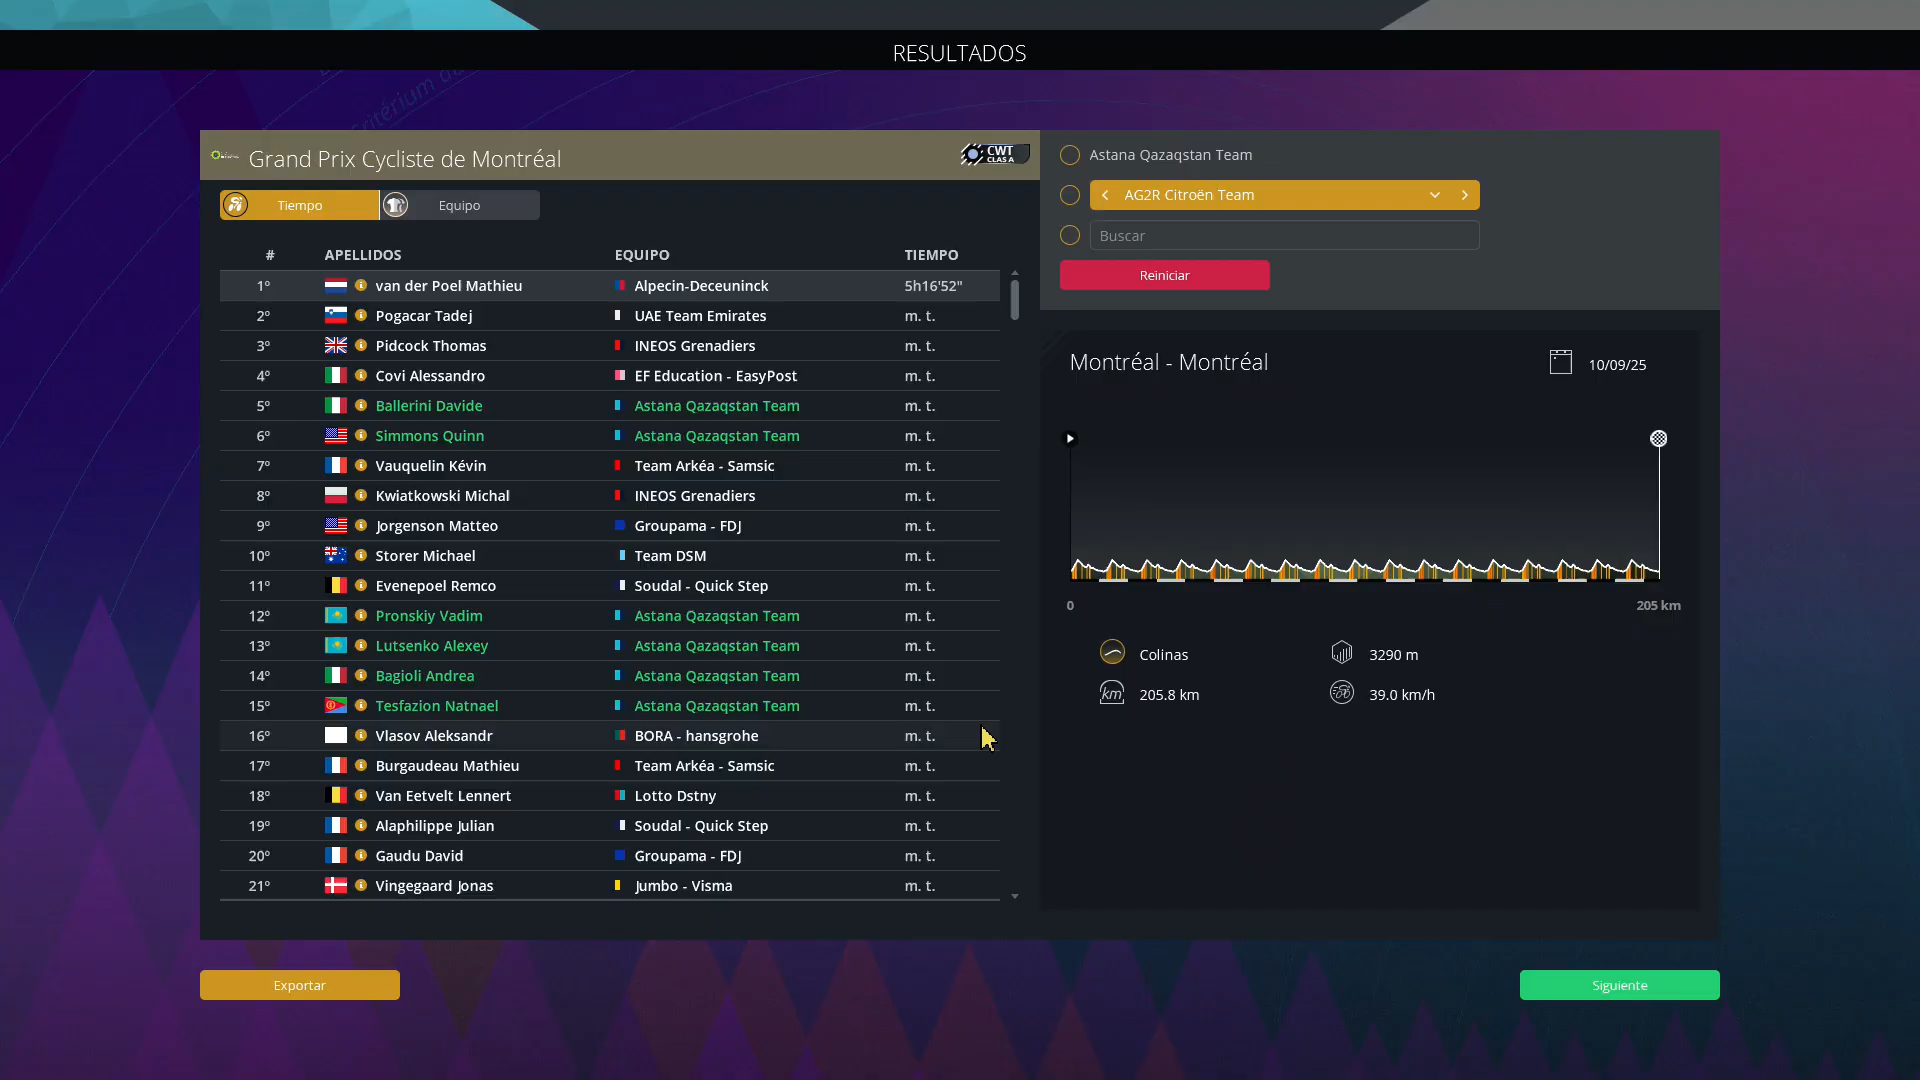 RESULTADOS
Critérium du
Grand Prix Cycliste de Montréal
CWT
CLAS A
Tiempo
Equipo
# APELLIDOS EQUIPO TIEMPO
1º van der Poel Mathieu Alpecin-Deceuninck 5h16'52"
2º Pogacar Tadej UAE Team Emirates m. t.
3º Pidcock Thomas INEOS Grenadiers m. t.
4º Covi Alessandro EF Education - EasyPost m. t.
5º Ballerini Davide Astana Qazaqstan Team m. t.
6º Simmons Quinn Astana Qazaqstan Team m. t.
7º Vauquelin Kévin Team Arkéa - Samsic m. t.
8º Kwiatkowski Michal INEOS Grenadiers m. t.
9º Jorgenson Matteo Groupama - FDJ m. t.
10º Storer Michael Team DSM m. t.
11º Evenepoel Remco Soudal - Quick Step m. t.
12º Pronskiy Vadim Astana Qazaqstan Team m. t.
13º Lutsenko Alexey Astana Qazaqstan Team m. t.
14º Bagioli Andrea Astana Qazaqstan Team m. t.
15º Tesfazion Natnael Astana Qazaqstan Team m. t.
16º Vlasov Aleksandr BORA - hansgrohe m. t.
17º Burgaudeau Mathieu Team Arkéa - Samsic m. t.
18º Van Eetvelt Lennert Lotto Dstny m. t.
19º Alaphilippe Julian Soudal - Quick Step m. t.
20º Gaudu David Groupama - FDJ m. t.
21º Vingegaard Jonas Jumbo - Visma m. t.
Astana Qazaqstan Team
AG2R Citroën Team
Buscar
Reiniciar
Montréal - Montréal
10/09/25
0
205 km
Colinas
3290 m
km 205.8 km
39.0 km/h
Exportar
Siguiente